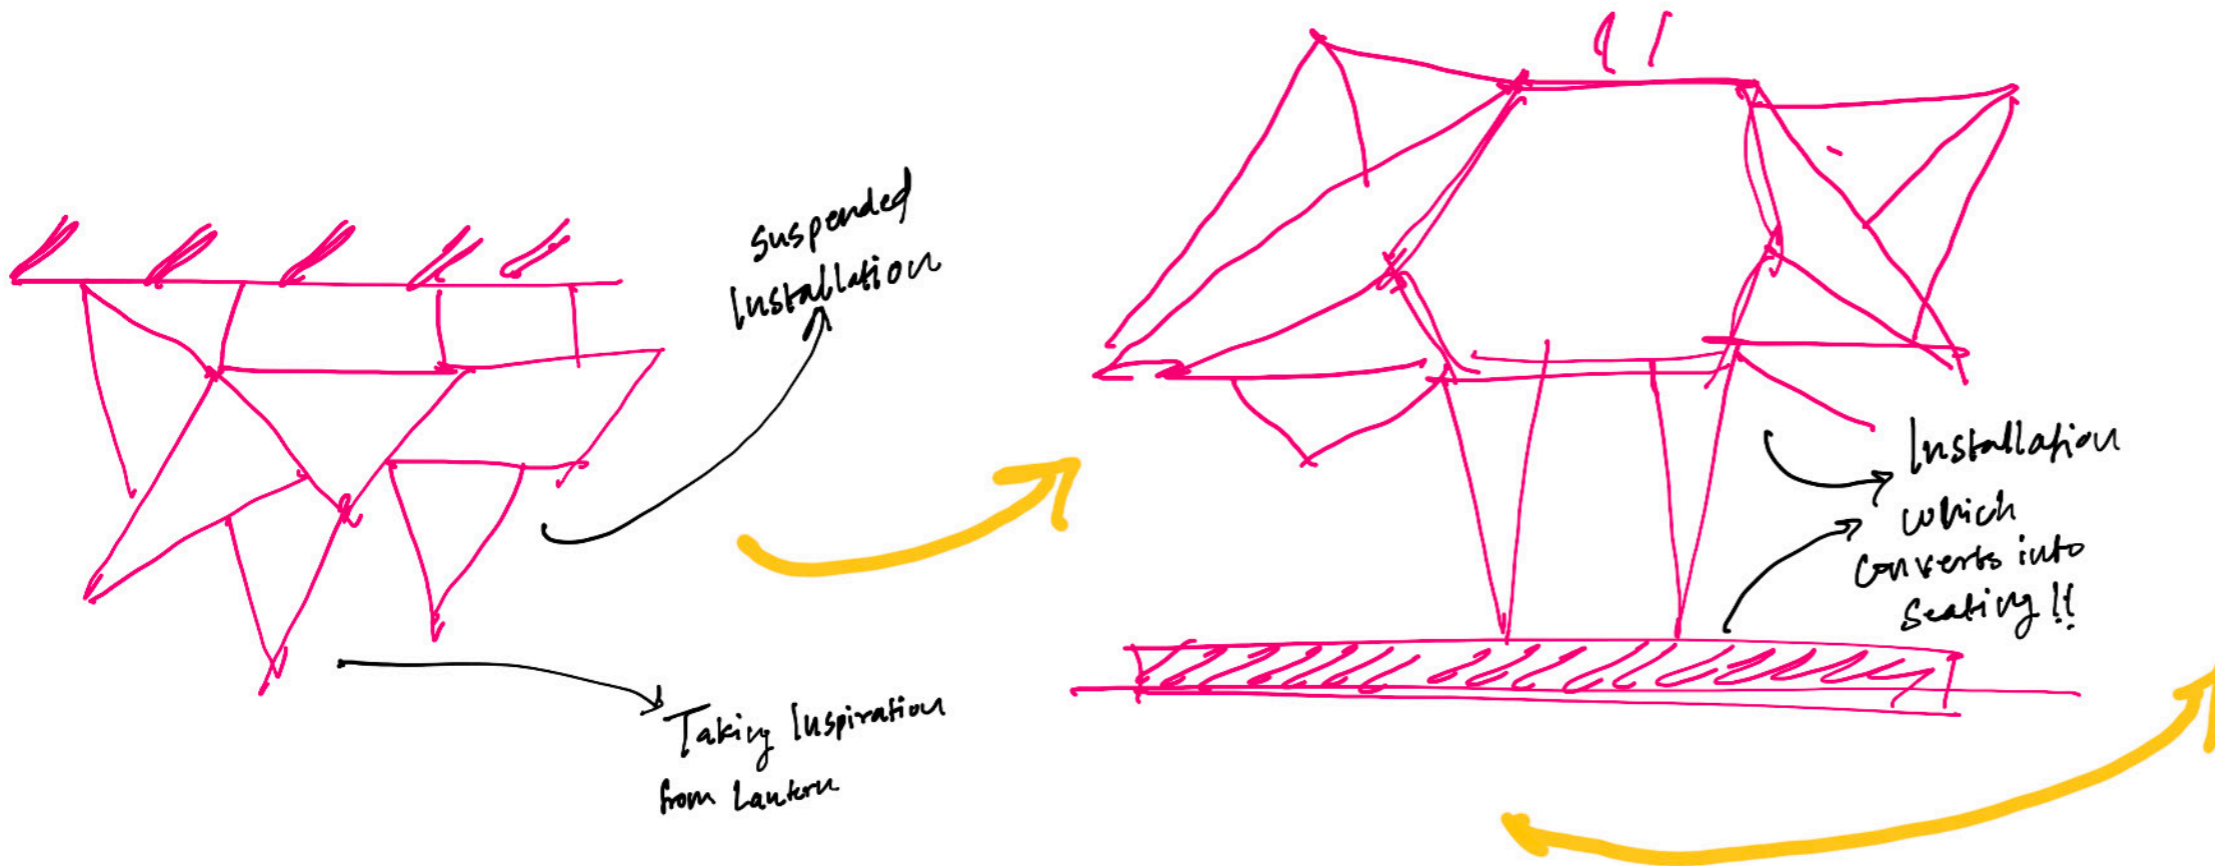 Suspended
Installation
Taking Inspiration
from Lantern
Installation
which
converts into
Seating!!